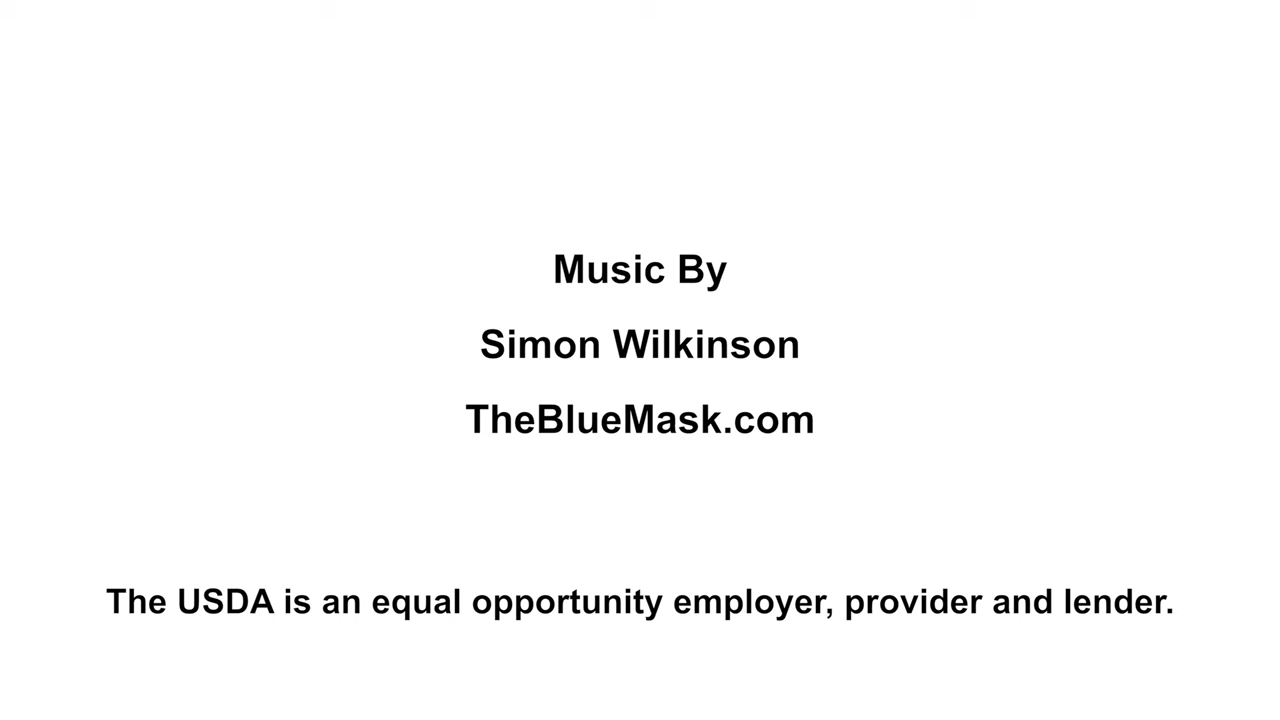 Music By
Simon Wilkinson
TheBlueMask.com
The USDA is an equal opportunity employer, provider and lender.